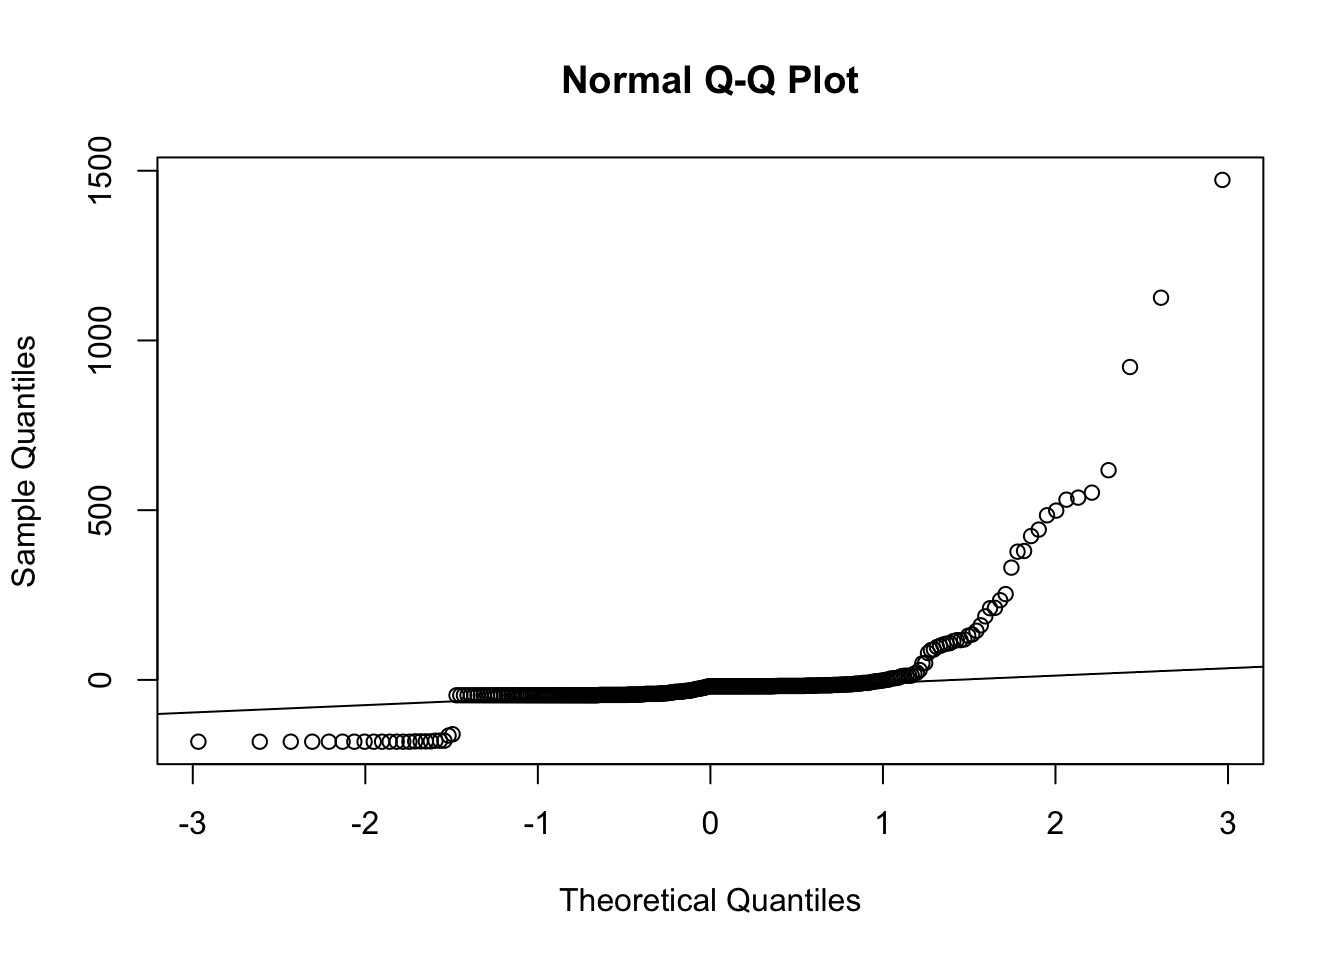 Normal Q-Q Plot
1500
1000
500
0
Sample Quantiles
-3 -2 -1 0 1 2 3
Theoretical Quantiles